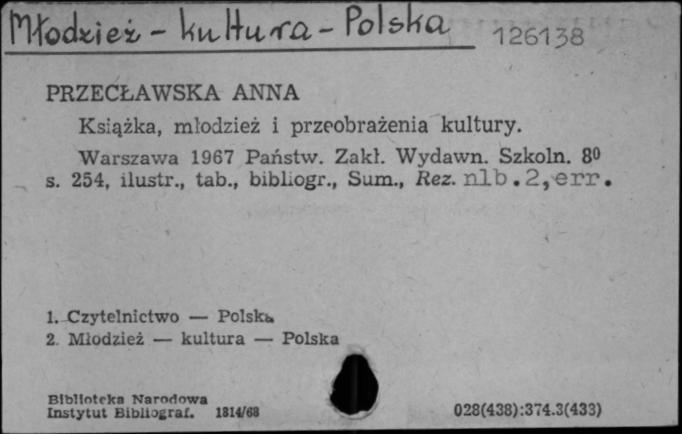 Młodzież - kultura - Polska
126138
PRZECŁAWSKA ANNA
Książka, młodzież i przeobrażenia kultury.
Warszawa 1967 Państw. Zakł. Wydawn. Szkoln. 8⁰
s. 254, ilustr., tab., bibliogr., Sum., Rez. nlb.2, err.
1. Czytelnictwo — Polska
2. Młodzież — kultura — Polska
Biblioteka Narodowa
Instytut Bibliograf. 1814/68
028(438):374.3(433)